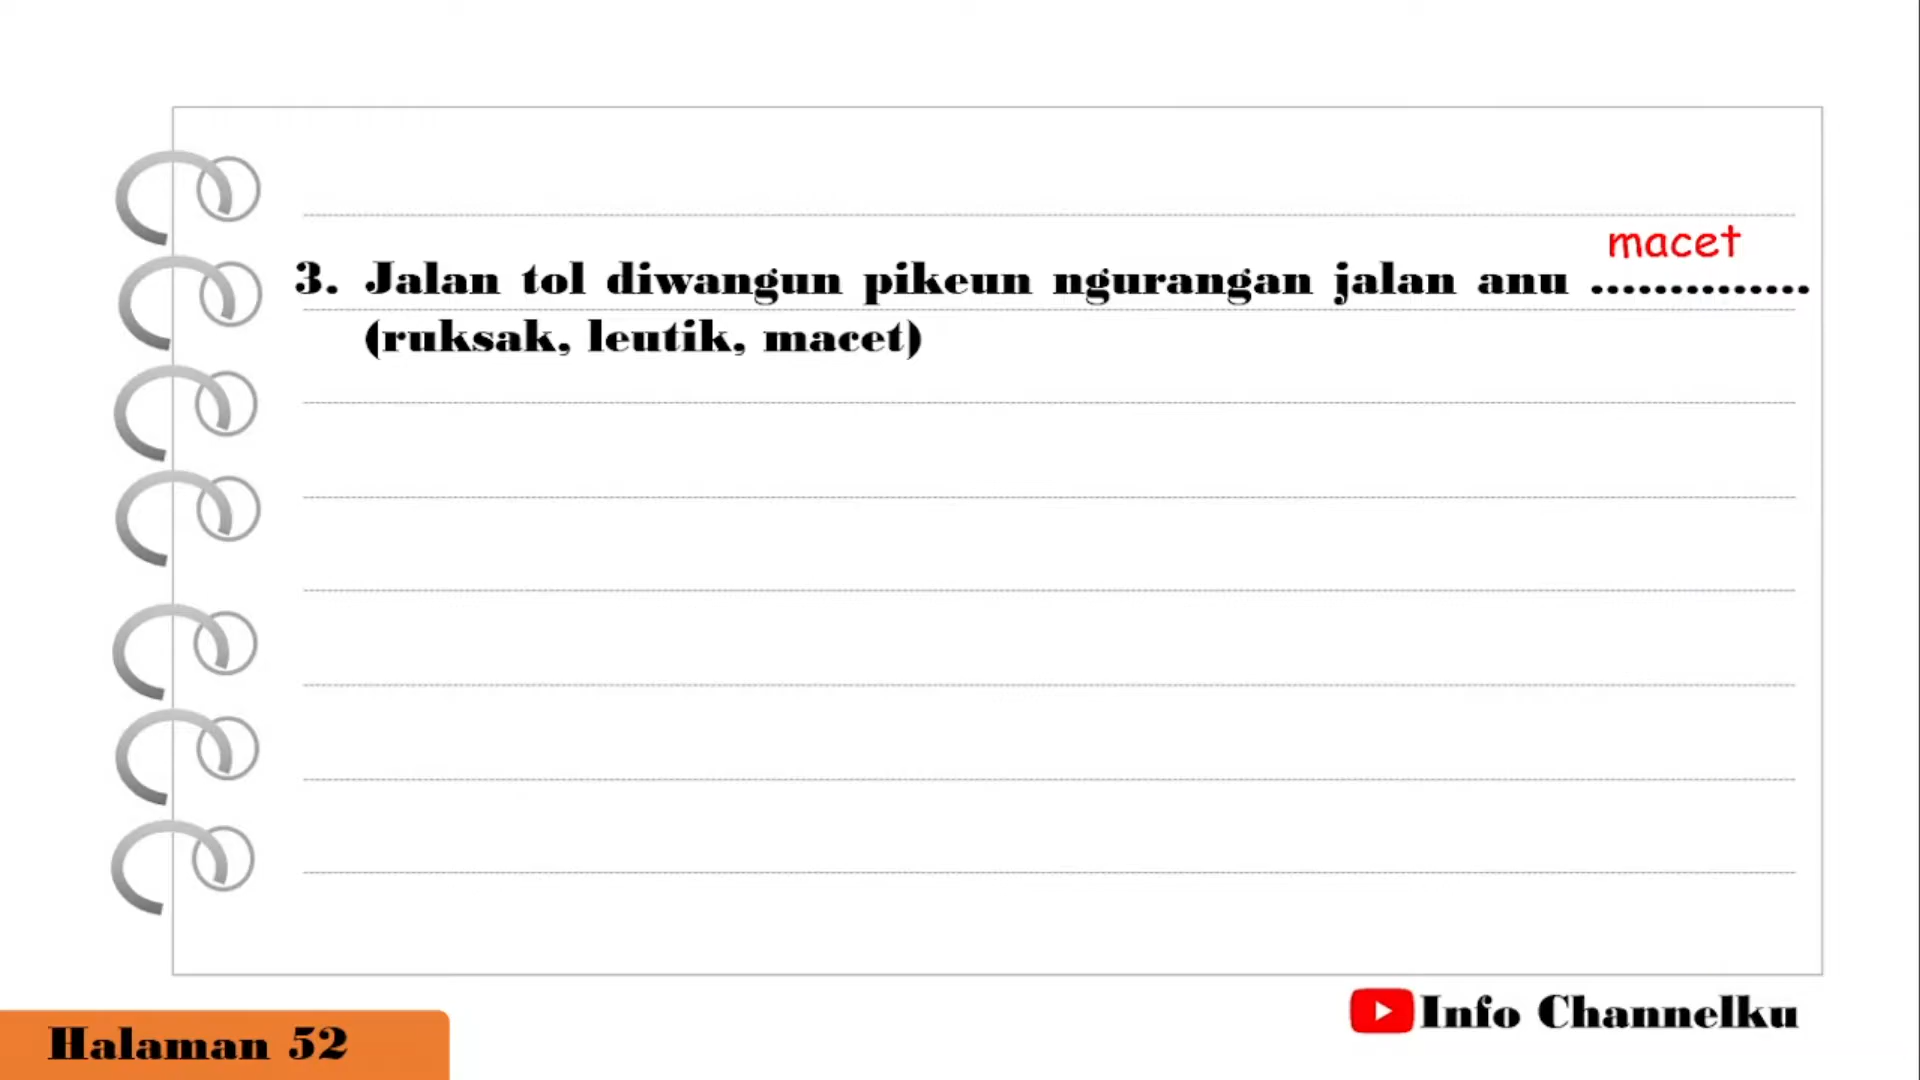 macet
3. Jalan tol diwangun pikeun ngurangan jalan anu ..............
(ruksak, leutik, macet)
Info Channelku
Halaman 52